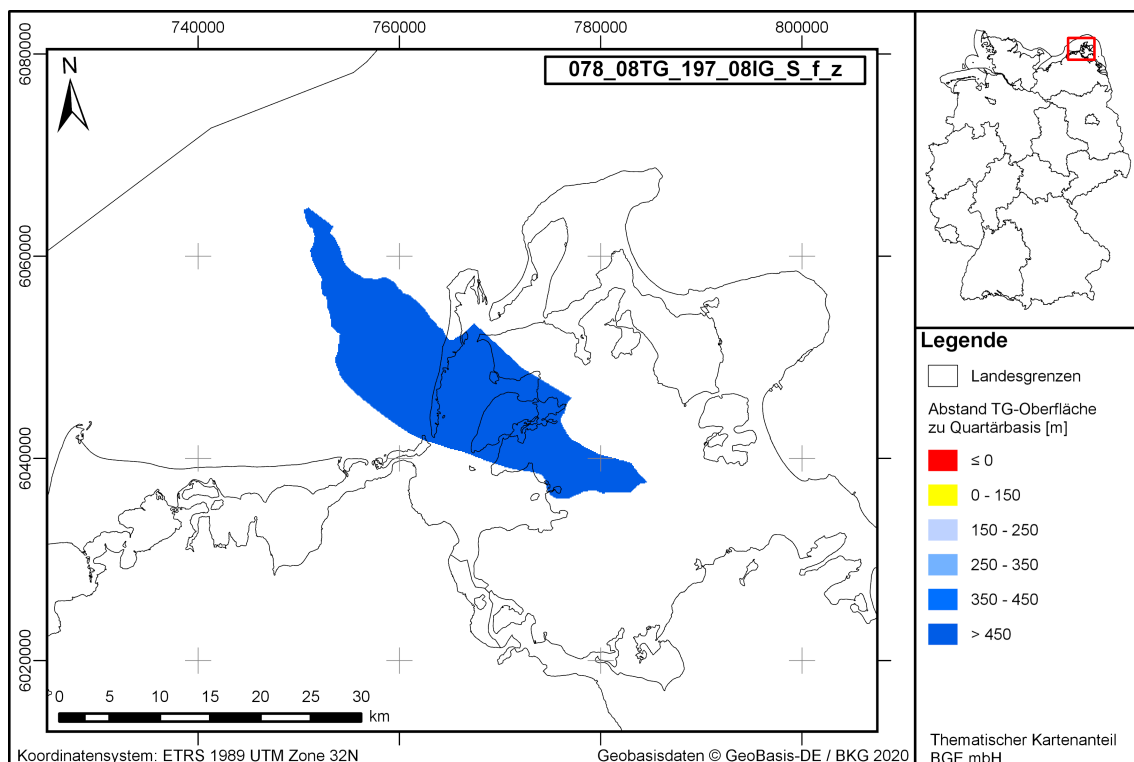 740000
760000
780000
800000
6080000
6060000
6040000
6020000
078_08TG_197_08IG_S_f_z
N
0
5
10
15
20
25
30
km
Koordinatensystem: ETRS 1989 UTM Zone 32N
Geobasisdaten © GeoBasis-DE / BKG 2020
Legende
Landesgrenzen
Abstand TG-Oberfläche
zu Quartärbasis [m]
≤ 0
0 - 150
150 - 250
250 - 350
350 - 450
> 450
Thematischer Kartenanteil
BGE mbH